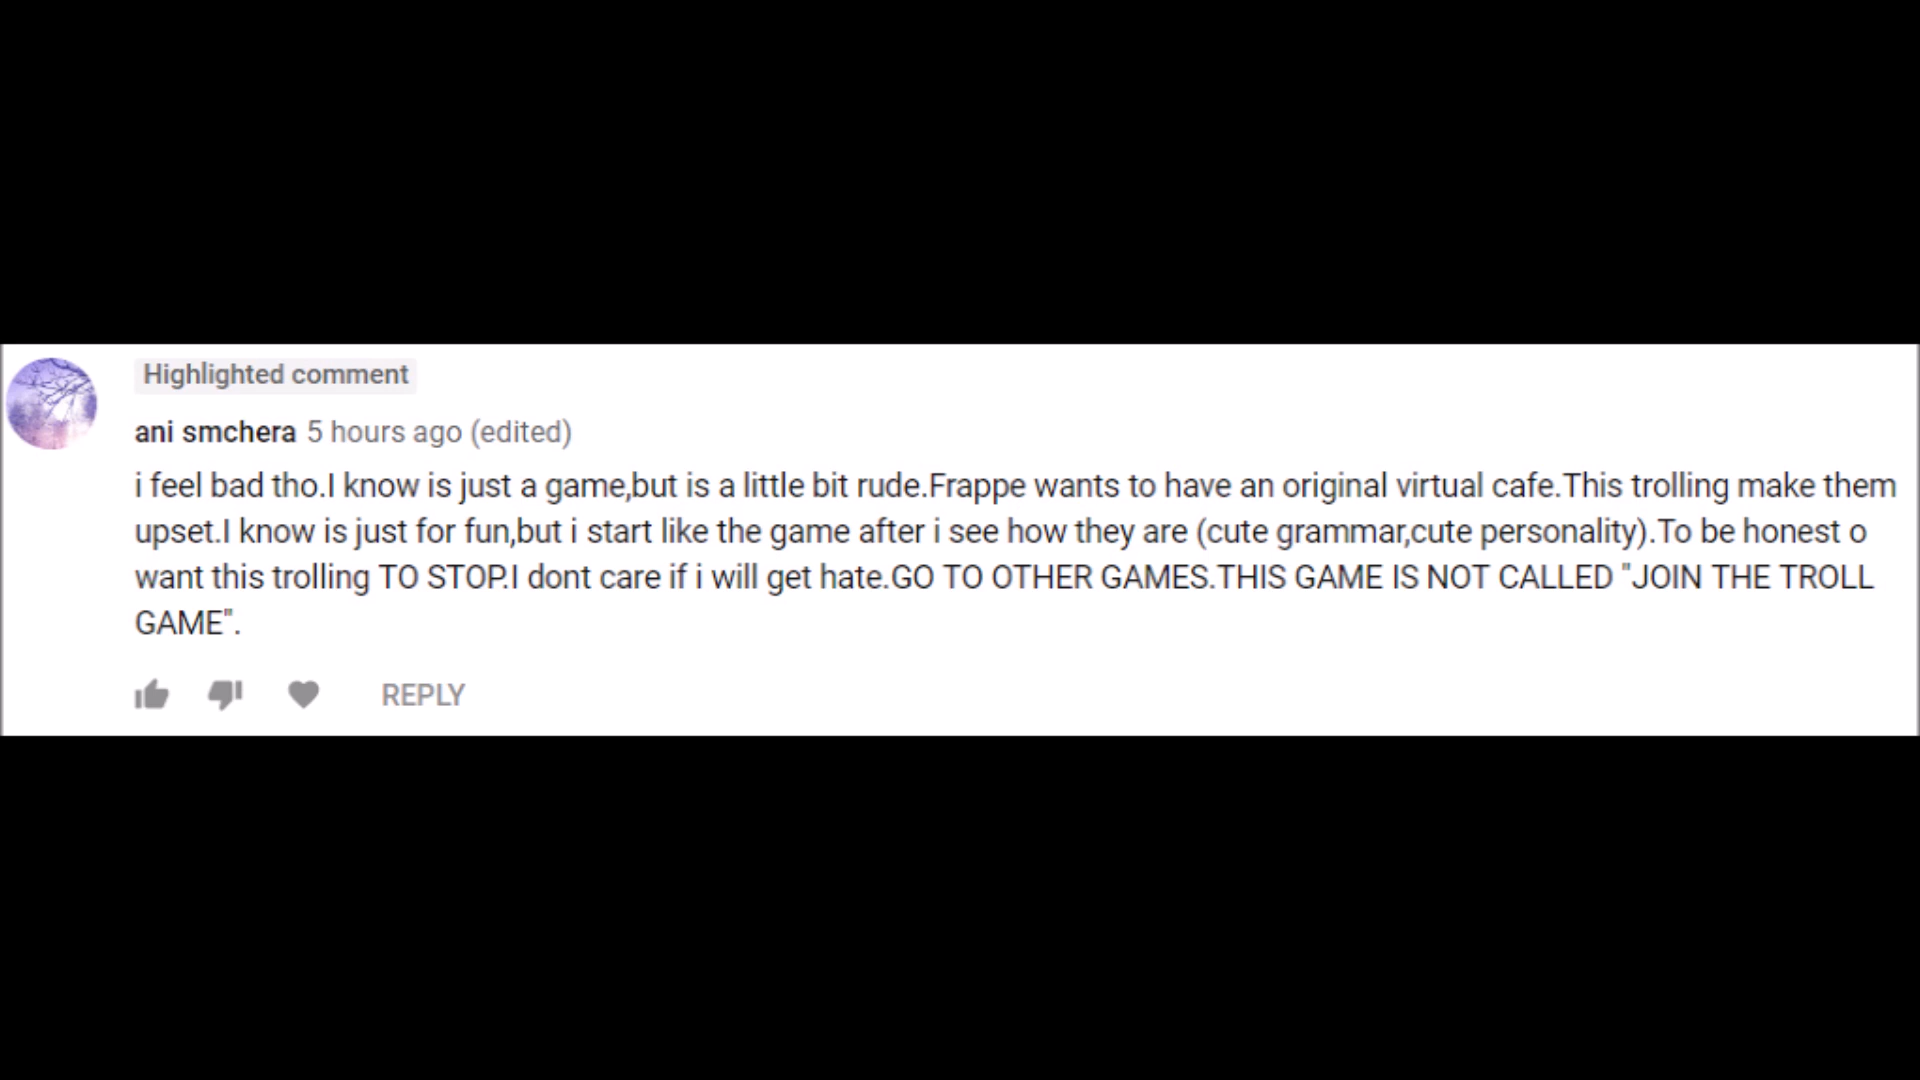 Highlighted comment
ani smchera 5 hours ago (edited)
i feel bad tho.I know is just a game,but is a little bit rude.Frappe wants to have an original virtual cafe.This trolling make them
upset.I know is just for fun,but i start like the game after i see how they are (cute grammar,cute personality).To be honest o
want this trolling TO STOP.I dont care if i will get hate.GO TO OTHER GAMES.THIS GAME IS NOT CALLED "JOIN THE TROLL
GAME".
REPLY